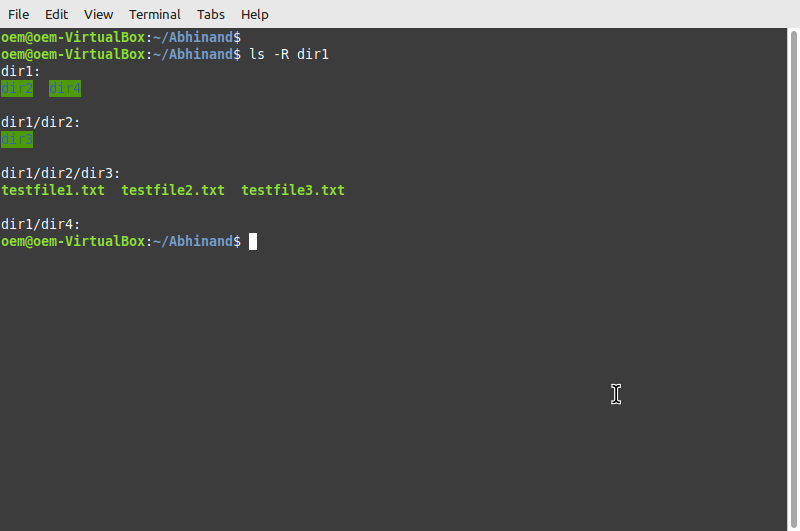 File Edit View Terminal Tabs Help
oem@oem-VirtualBox:~/Abhinand$
oem@oem-VirtualBox:~/Abhinand$ ls -R dir1
dir1:
dir2  dir4

dir1/dir2:
dir3

dir1/dir2/dir3:
testfile1.txt  testfile2.txt  testfile3.txt

dir1/dir4:
oem@oem-VirtualBox:~/Abhinand$